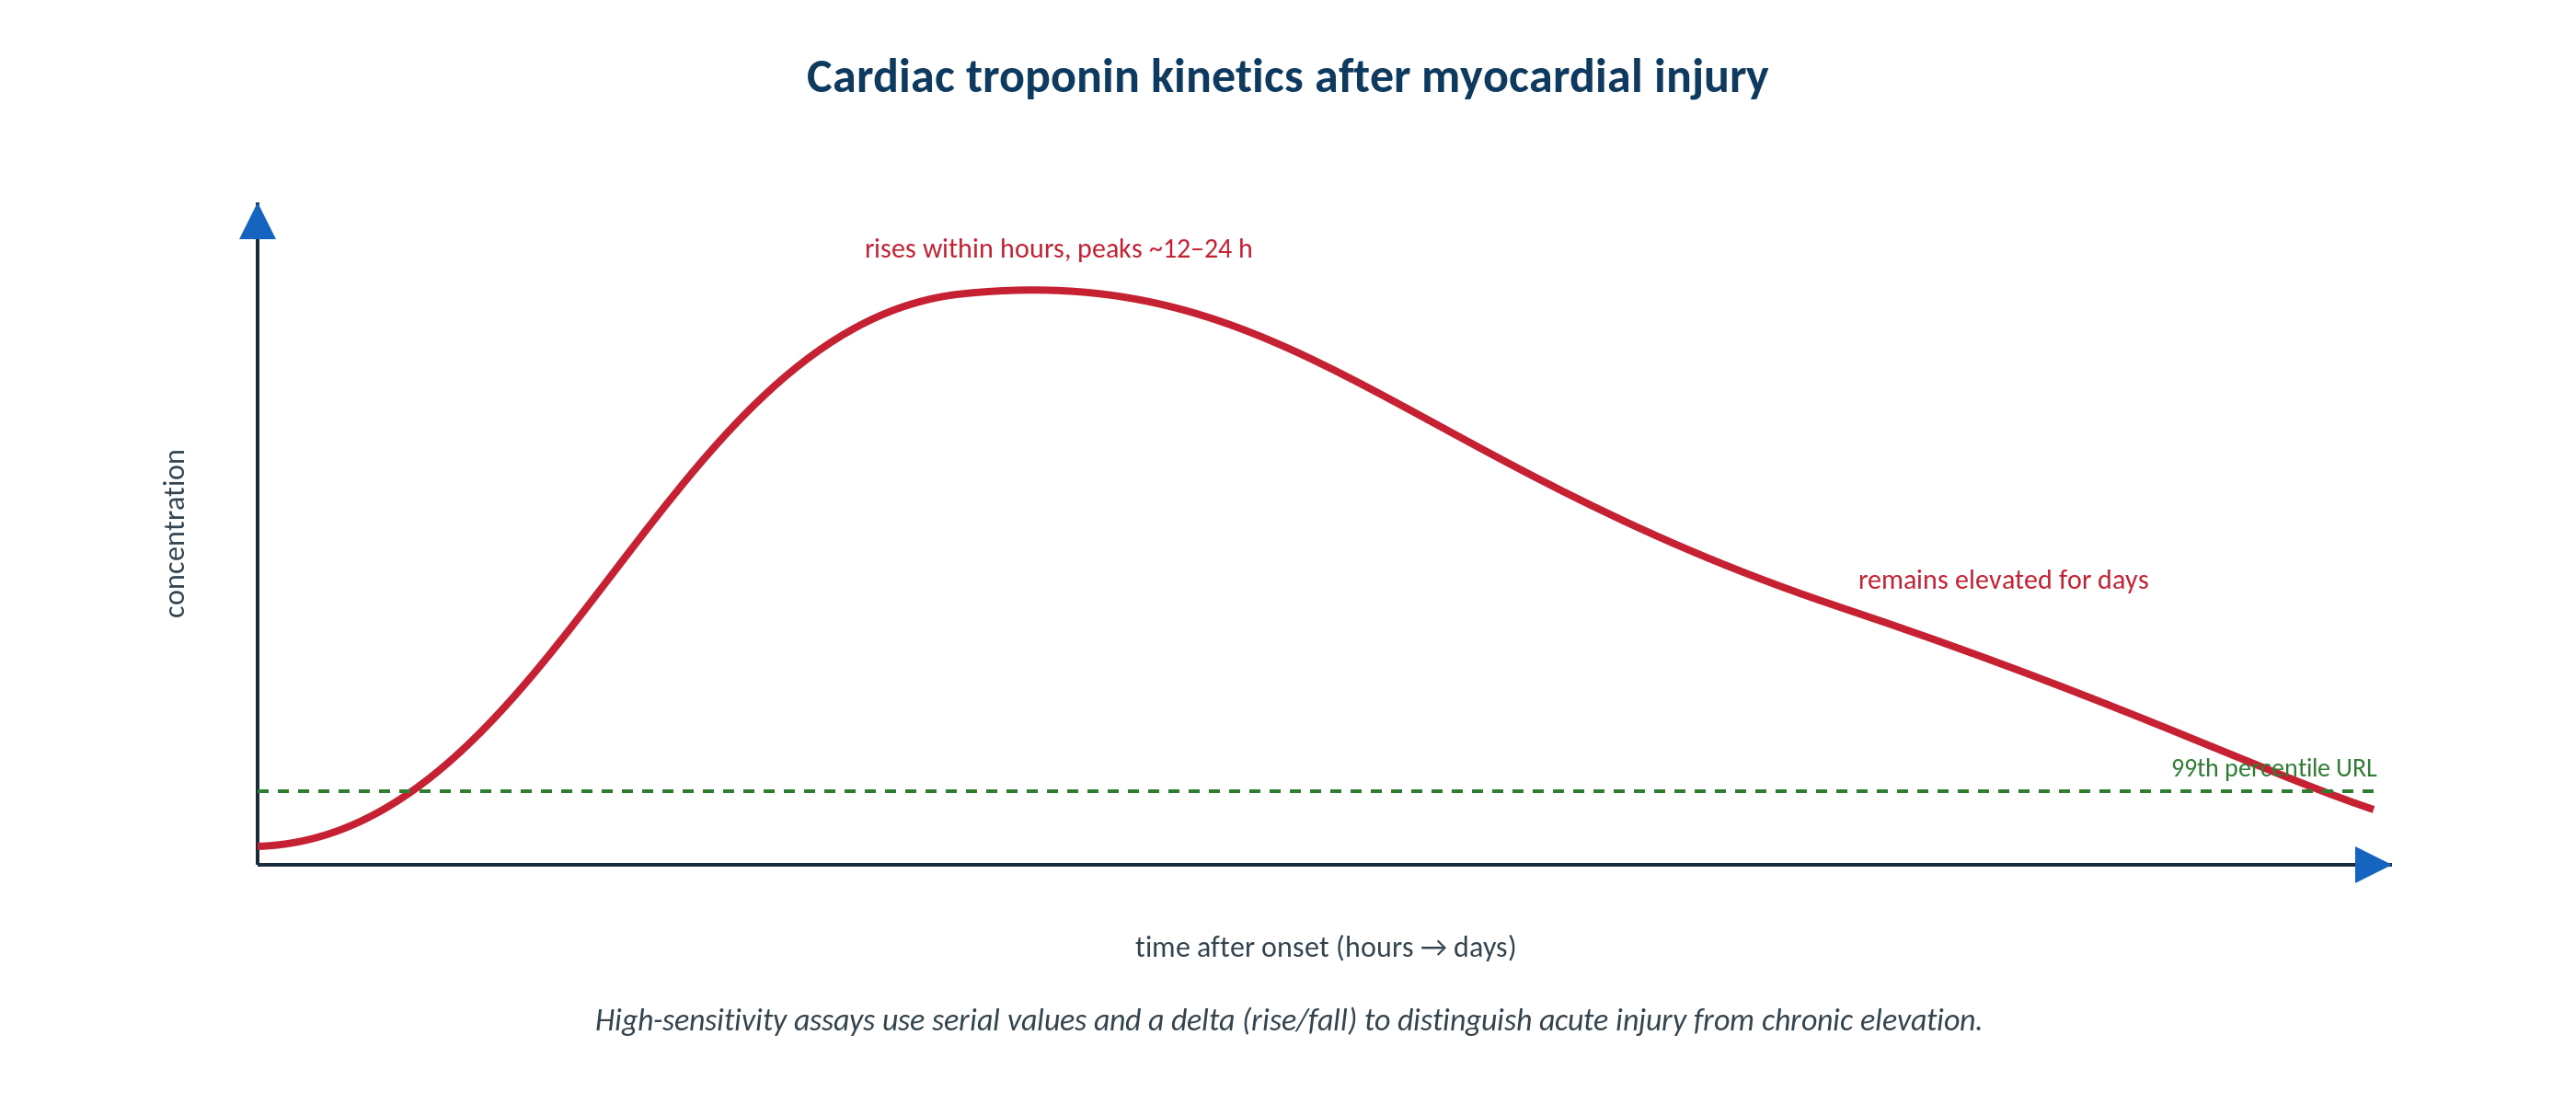 Cardiac troponin kinetics after myocardial injury
rises within hours, peaks ~12–24 h
concentration
remains elevated for days
99th percentile URL
time after onset (hours → days)
High-sensitivity assays use serial values and a delta (rise/fall) to distinguish acute injury from chronic elevation.